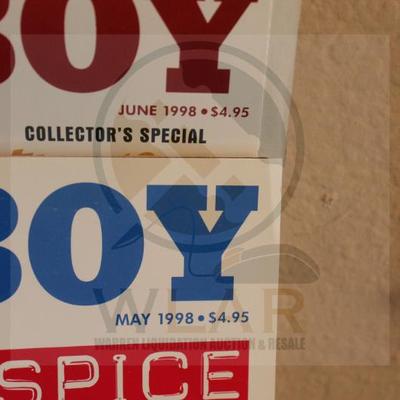 BOY
JUNE 1998 • $4.95
COLLECTOR'S SPECIAL
BOY
MAY 1998 • $4.95
WLAR
WARREN LIQUIDATION AUCTION & RESALE
SPICE